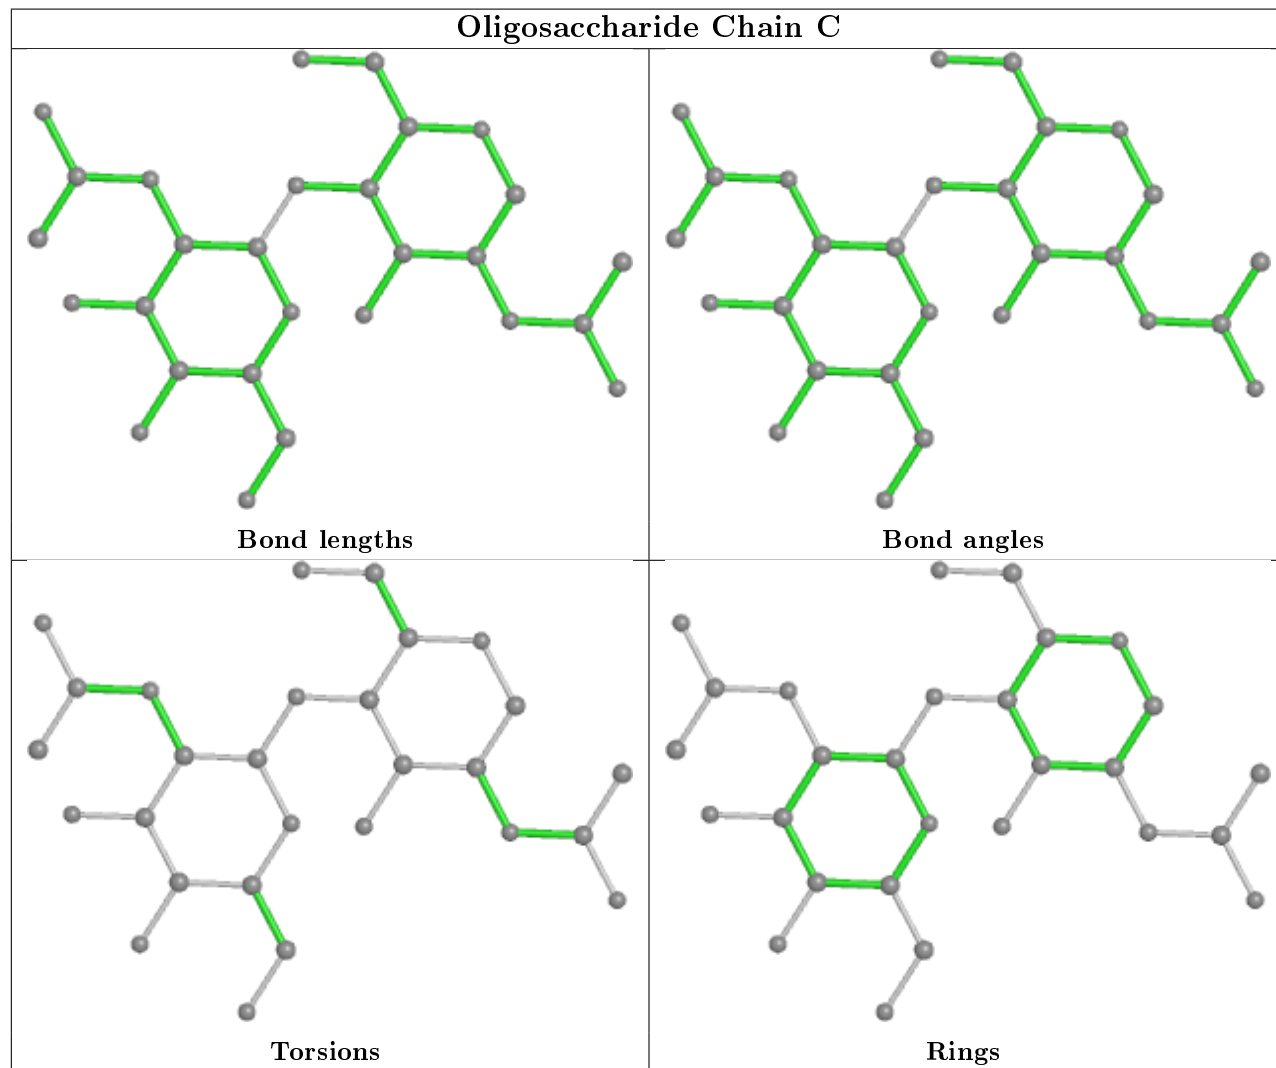 Oligosaccharide Chain C
Bond lengths
Bond angles
Torsions
Rings